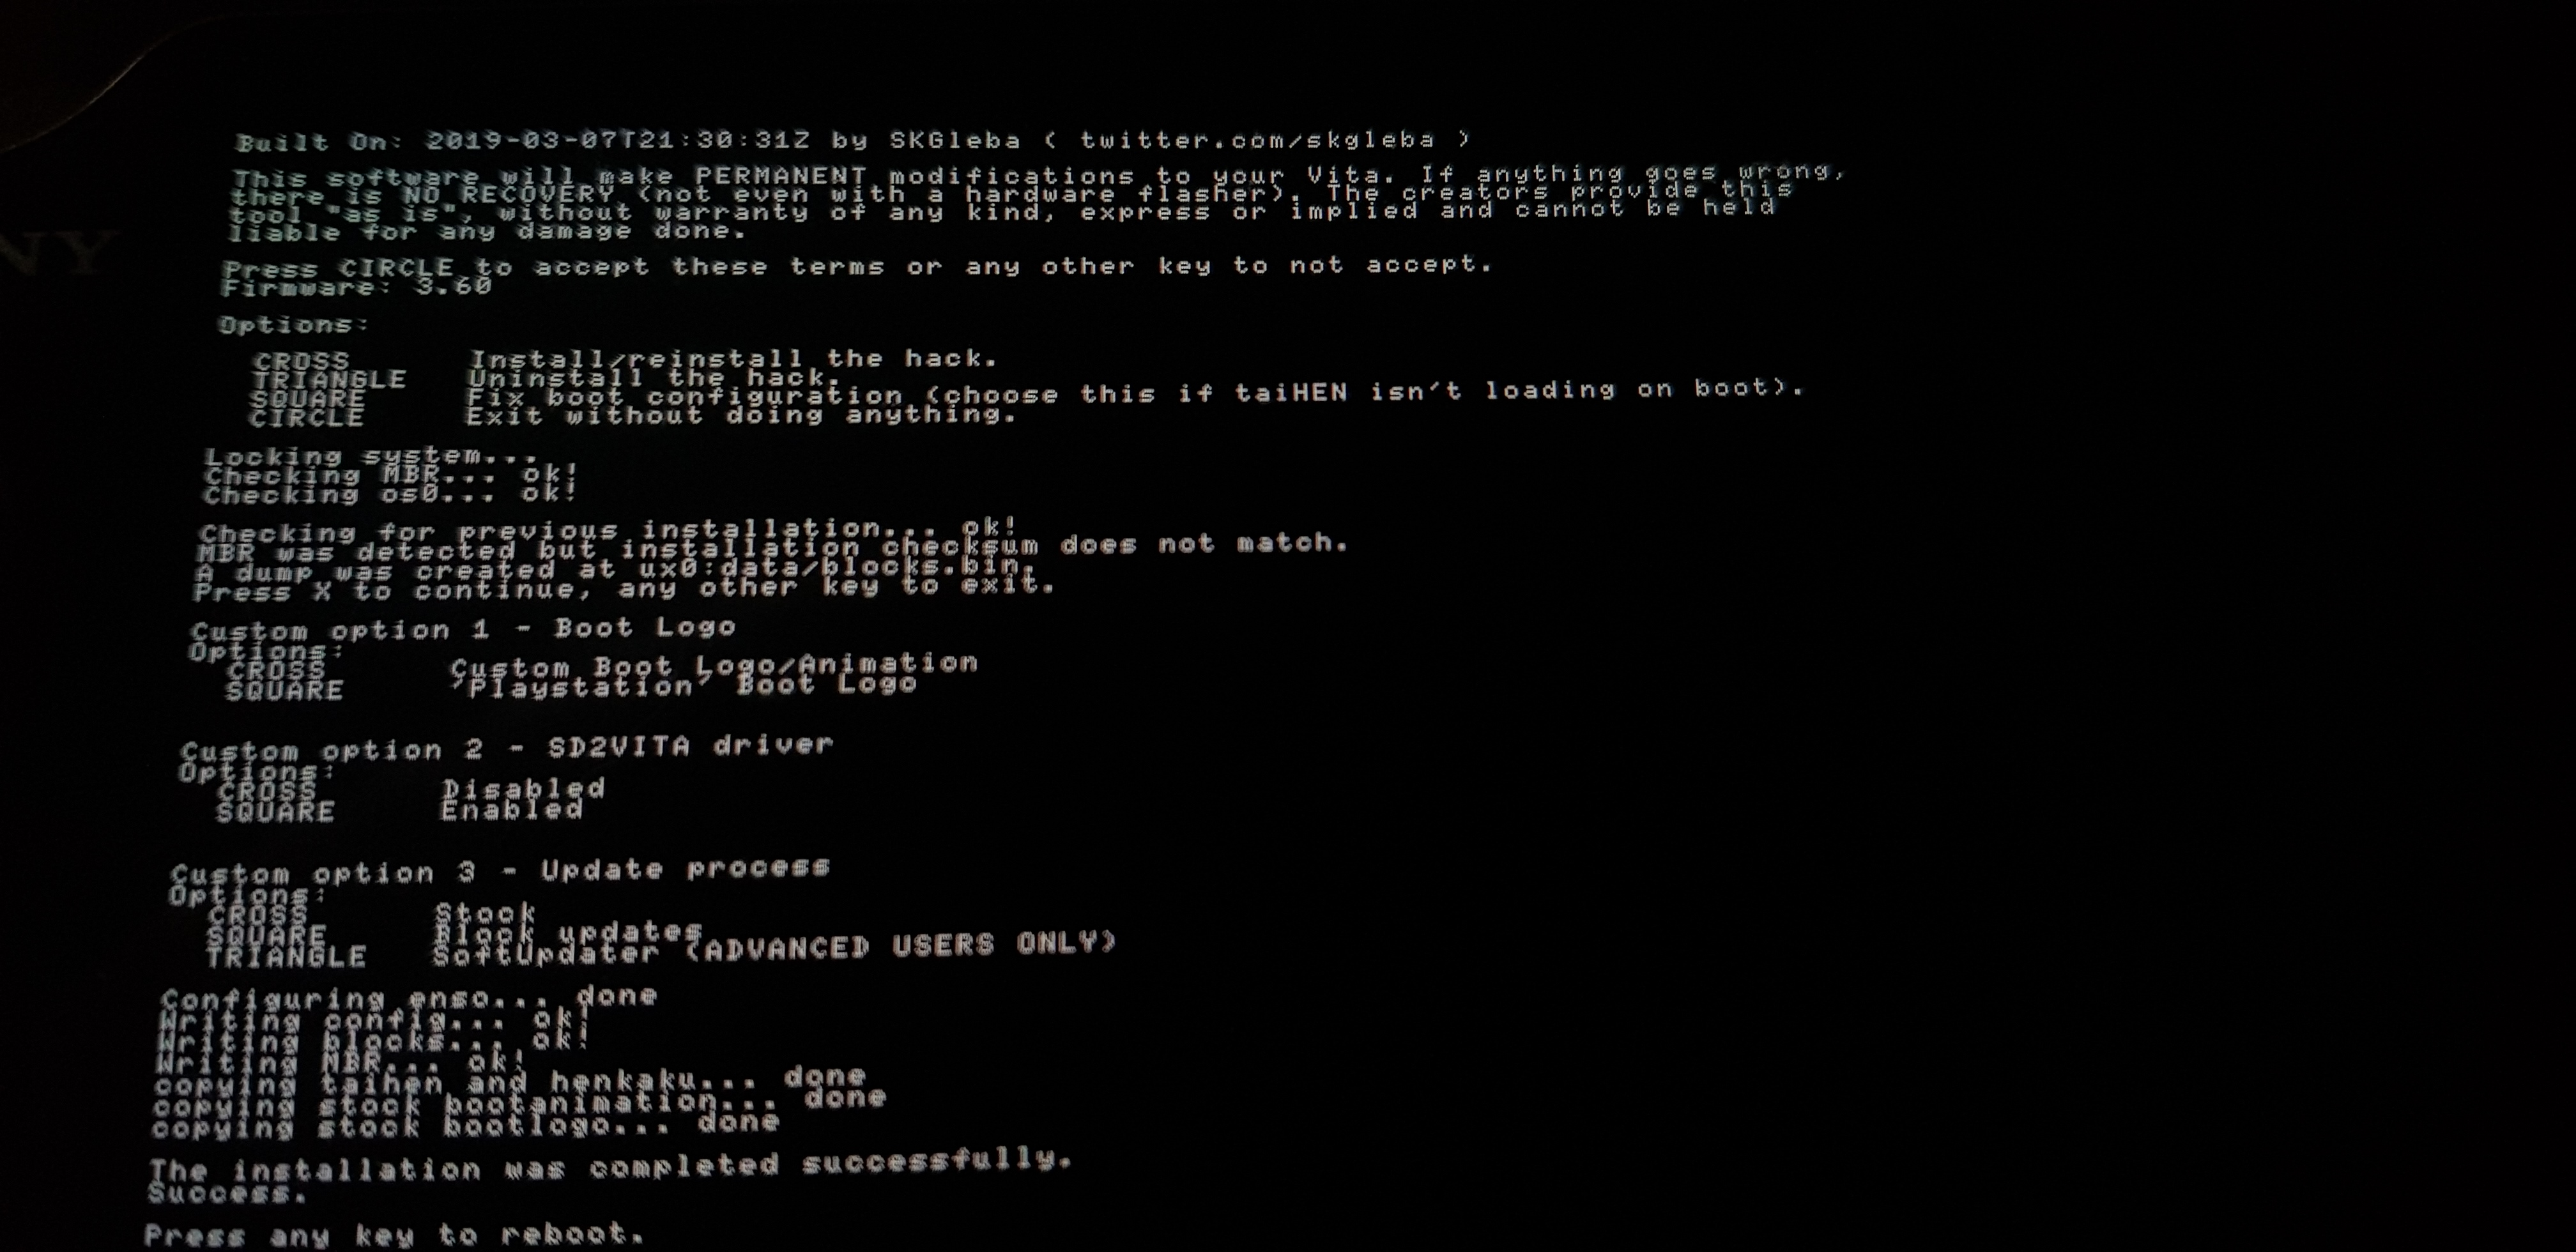 NY
Built On: 2019-03-07T21:30:31Z by SKGleba ( twitter.com/skgleba )
This software will make PERMANENT modifications to your Vita. If anything goes wrong,
there is NO RECOVERY (not even with a hardware flasher). The creators provide this
tool "as is", without warranty of any kind, express or implied and cannot be held
liable for any damage done.
Press CIRCLE to accept these terms or any other key to not accept.
Firmware: 3.60
Options:
CROSS Install/reinstall the hack.
TRIANGLE Uninstall the hack.
SQUARE Fix boot configuration (choose this if taiHEN isn't loading on boot).
CIRCLE Exit without doing anything.
Locking system...
Checking MBR... ok!
Checking os0... ok!
Checking for previous installation... ok!
MBR was detected but installation checksum does not match.
A dump was created at ux0:data/blocks.bin.
Press X to continue, any other key to exit.
Custom option 1 - Boot Logo
Options:
CROSS Custom Boot Logo/Animation
SQUARE 'Playstation' Boot Logo
Custom option 2 - SD2VITA driver
Options:
CROSS Disabled
SQUARE Enabled
Custom option 3 - Update process
Options:
CROSS Stock
SQUARE Block updates
TRIANGLE SoftUpdater (ADVANCED USERS ONLY)
Configuring enso... done
Writing config... ok!
Writing blocks... ok!
Writing MBR... ok!
copying taihen and henkaku... done
copying stock bootanimation... done
copying stock bootlogo... done
The installation was completed successfully.
Success.
Press any key to reboot.